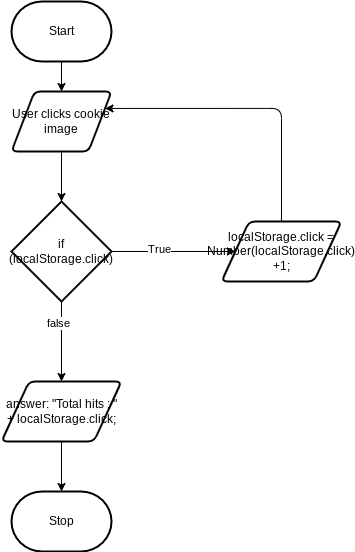 Start
User clicks cookie
image
if
(localStorage.click)
True
localStorage.click =
Number(localStorage.click)
+1;
false
answer: "Total hits :"
+ localStorage.click;
Stop